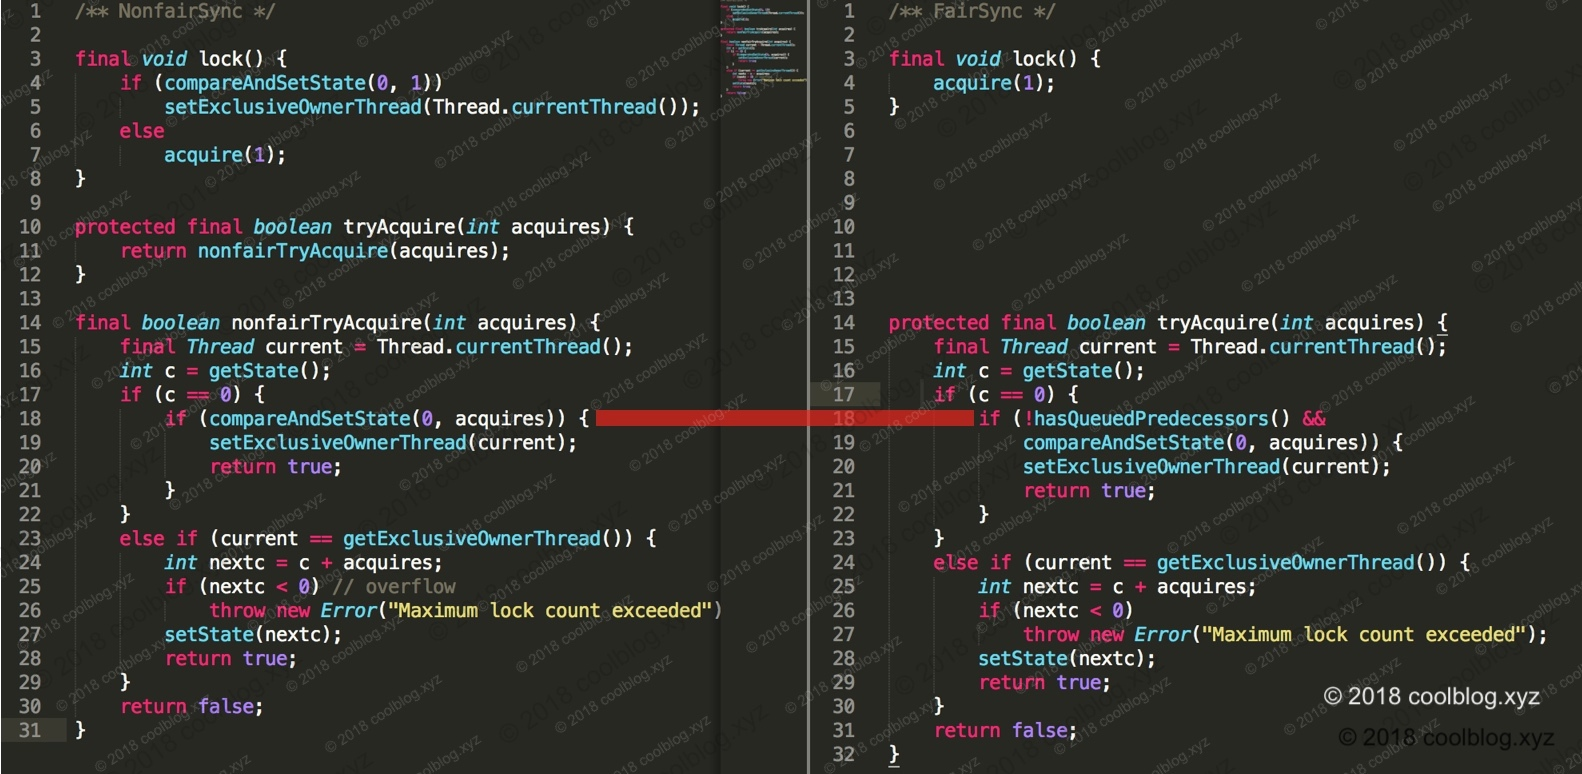 1 /** NonfairSync */
2
3 final void lock() {
4 if (compareAndSetState(0, 1))
5 setExclusiveOwnerThread(Thread.currentThread());
6 else
7 acquire(1);
8 }
9
10 protected final boolean tryAcquire(int acquires) {
11 return nonfairTryAcquire(acquires);
12 }
13
14 final boolean nonfairTryAcquire(int acquires) {
15 final Thread current = Thread.currentThread();
16 int c = getState();
17 if (c == 0) {
18 if (compareAndSetState(0, acquires)) {
19 setExclusiveOwnerThread(current);
20 return true;
21 }
22 }
23 else if (current == getExclusiveOwnerThread()) {
24 int nextc = c + acquires;
25 if (nextc < 0) // overflow
26 throw new Error("Maximum lock count exceeded")
27 setState(nextc);
28 return true;
29 }
30 return false;
31 }
1 /** FairSync */
2
3 final void lock() {
4 acquire(1);
5 }
6
7
8
9
10
11
12
13
14 protected final boolean tryAcquire(int acquires) {
15 final Thread current = Thread.currentThread();
16 int c = getState();
17 if (c == 0) {
18 if (!hasQueuedPredecessors() &&
19 compareAndSetState(0, acquires)) {
20 setExclusiveOwnerThread(current);
21 return true;
22 }
23 }
24 else if (current == getExclusiveOwnerThread()) {
25 int nextc = c + acquires;
26 if (nextc < 0)
27 throw new Error("Maximum lock count exceeded");
28 setState(nextc);
29 return true;
30 }
31 return false;
32 }
© 2018 coolblog.xyz
© 2018 coolblog.xyz